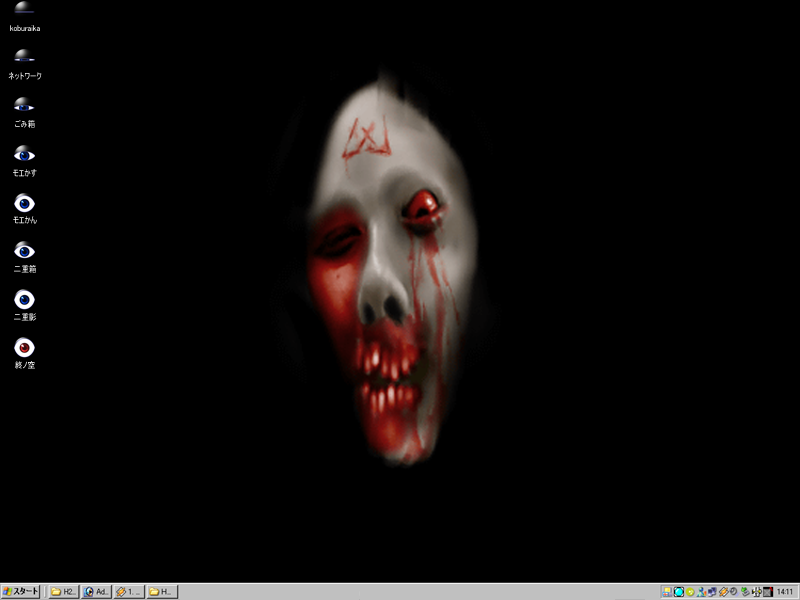 koburaika
ネットワーク
ごみ箱
モエかす
モエかん
二重箱
二重影
終ノ空
スタート
H2..
Ad..
1. ...
H...
14:11